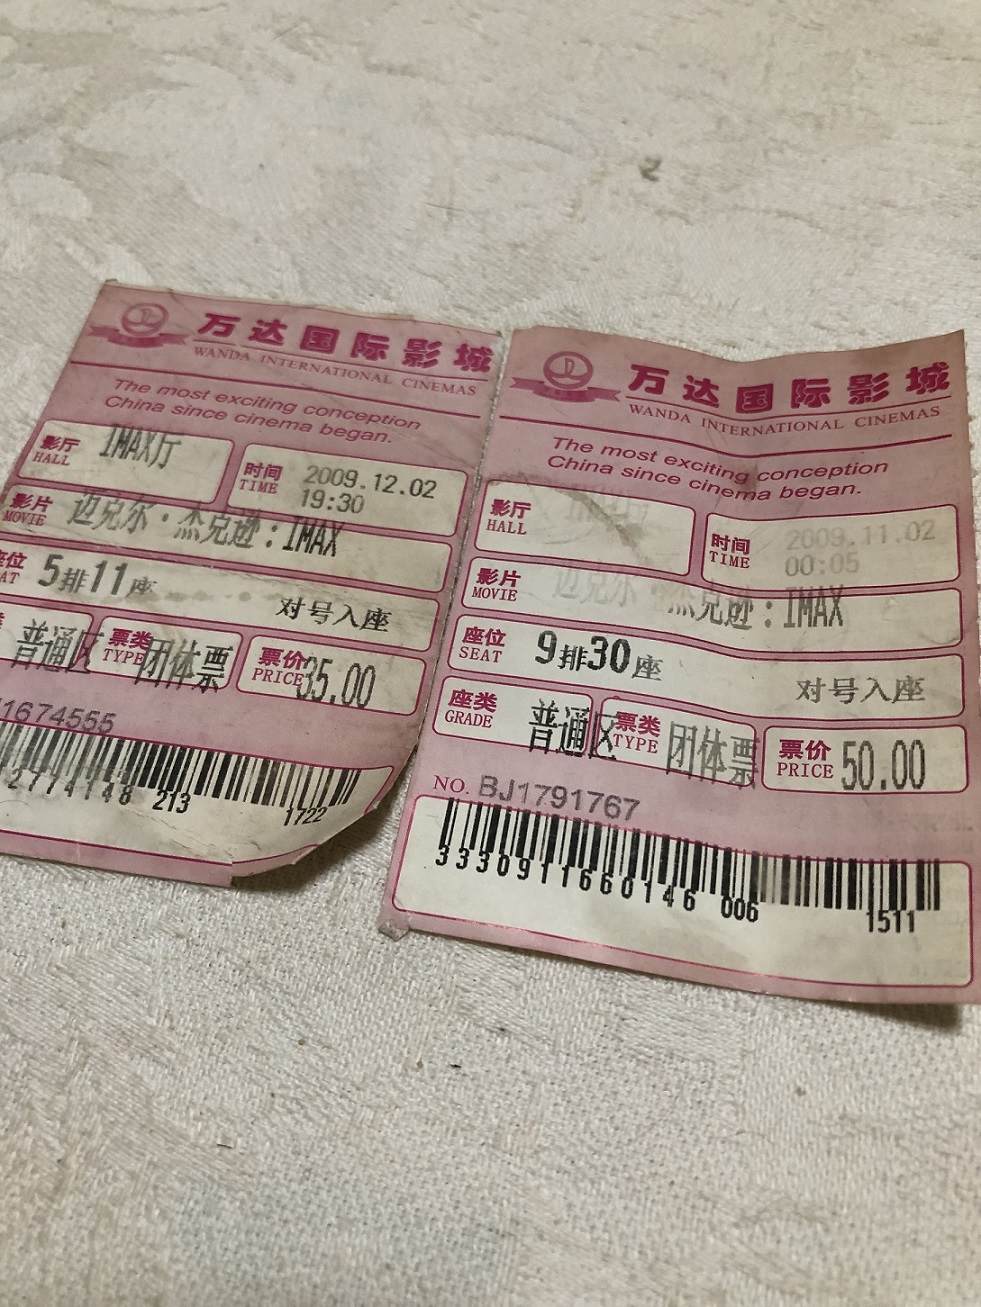 万达国际影城
WANDA INTERNATIONAL CINEMAS
The most exciting conception
China since cinema began.
影厅 HALL IMAX厅
时间 TIME 2009.12.02 19:30
影片 MOVIE 迈克尔·杰克逊：IMAX
座位 5排11座 对号入座
普通区 票类 TYPE 团体票 票价 PRICE 35.00
1674555
2774148 213 1722
万达国际影城
WANDA INTERNATIONAL CINEMAS
The most exciting conception
China since cinema began.
影厅 HALL
时间 TIME 2009.11.02 00:05
影片 MOVIE 迈克尔·杰克逊：IMAX
座位 SEAT 9排30座 对号入座
座类 GRADE 普通区 票类 TYPE 团体票 票价 PRICE 50.00
NO. BJ1791767
3330911660146 006 1511